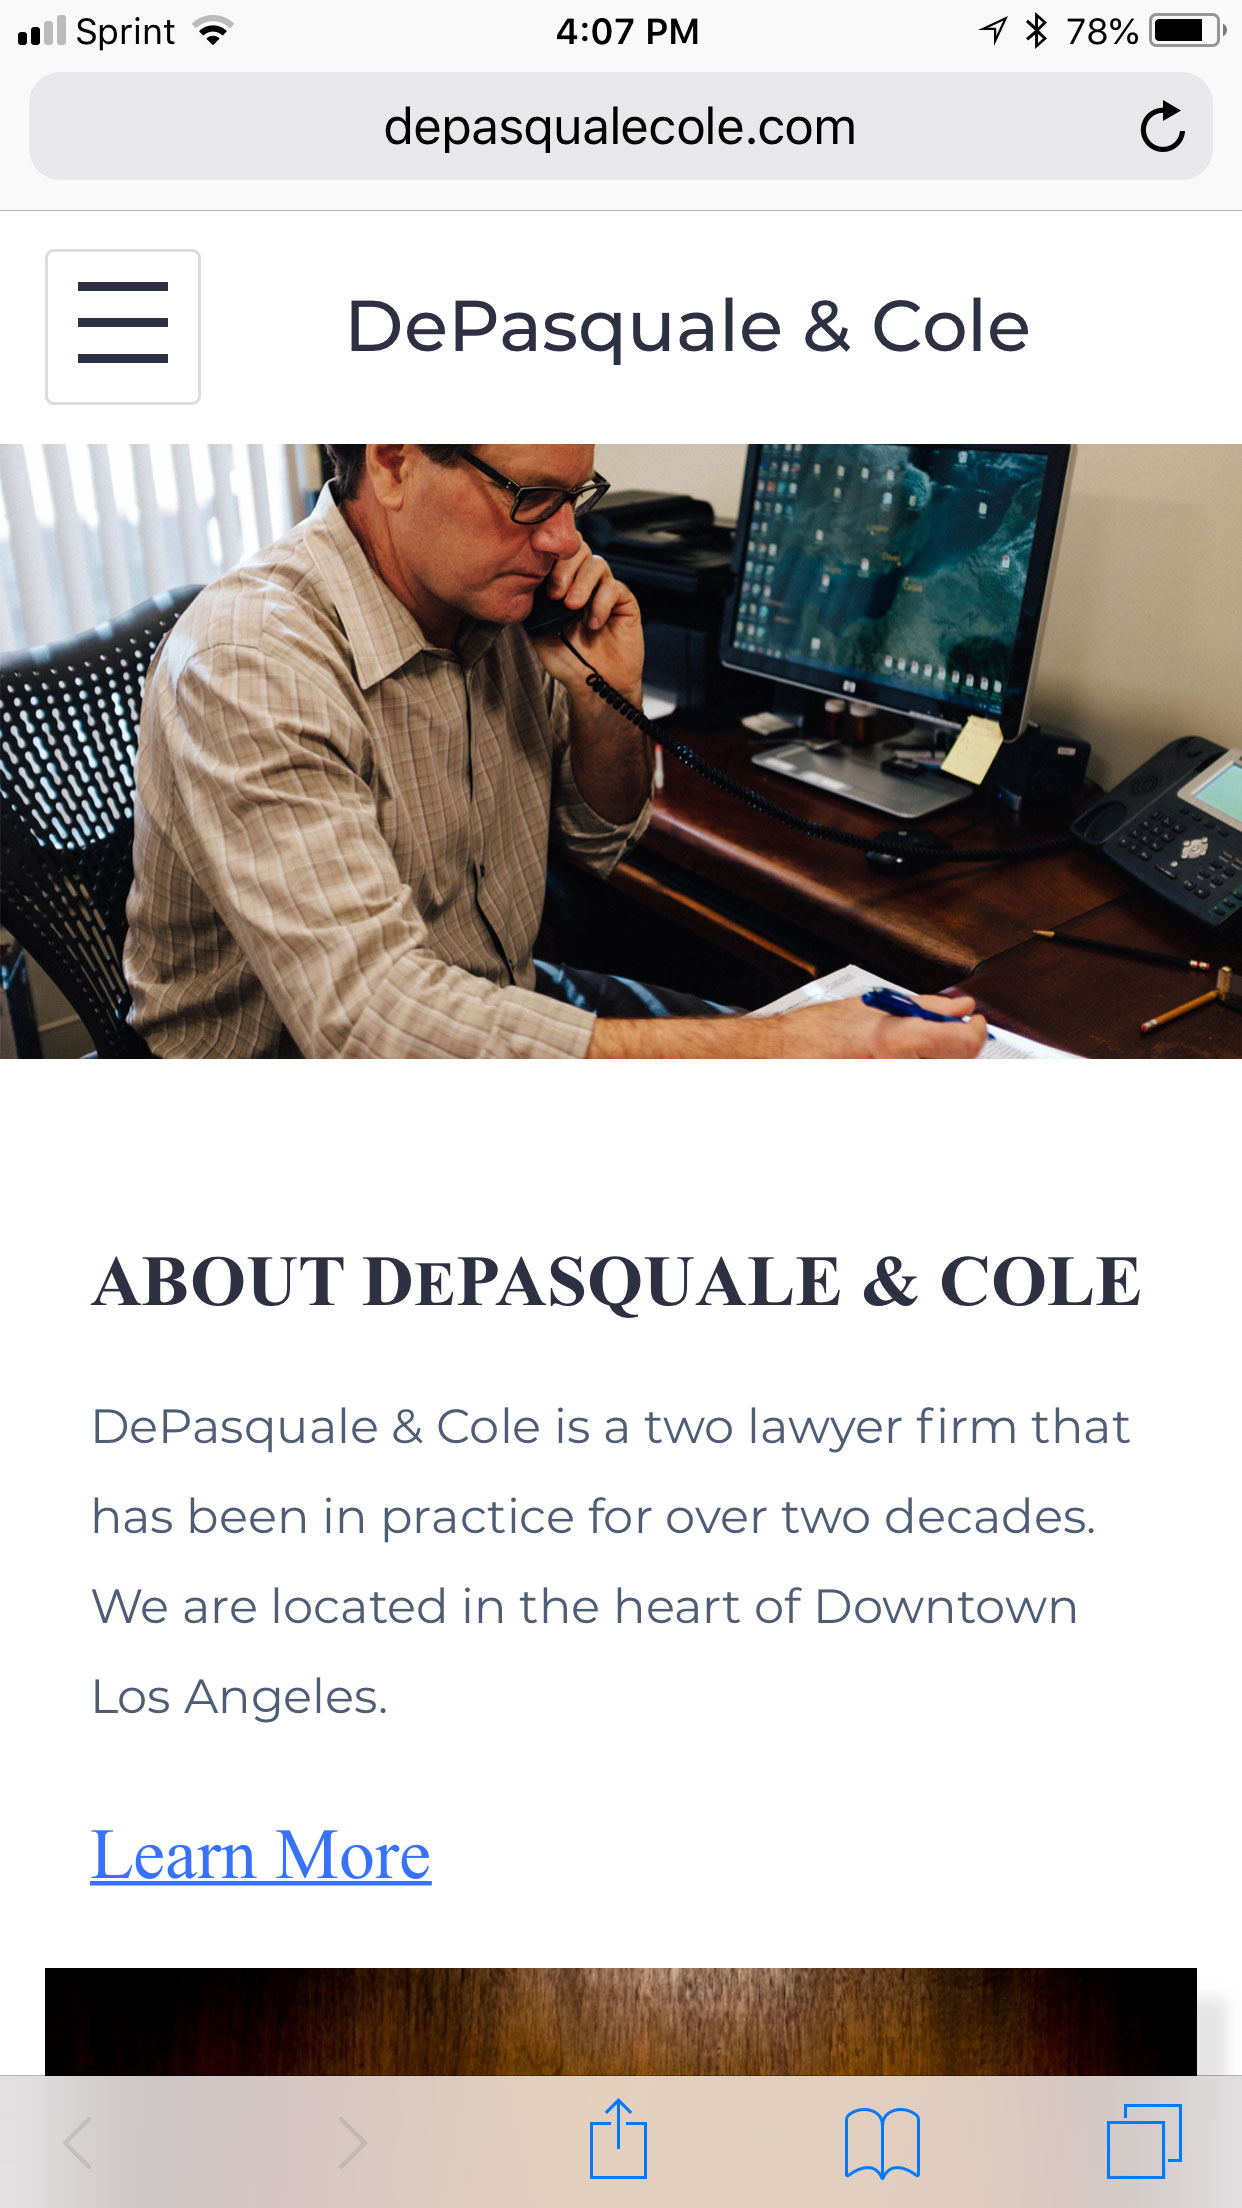 Sprint 4:07 PM 78%
depasqualecole.com
DePasquale & Cole
ABOUT DEPASQUALE & COLE
DePasquale & Cole is a two lawyer firm that
has been in practice for over two decades.
We are located in the heart of Downtown
Los Angeles.
Learn More